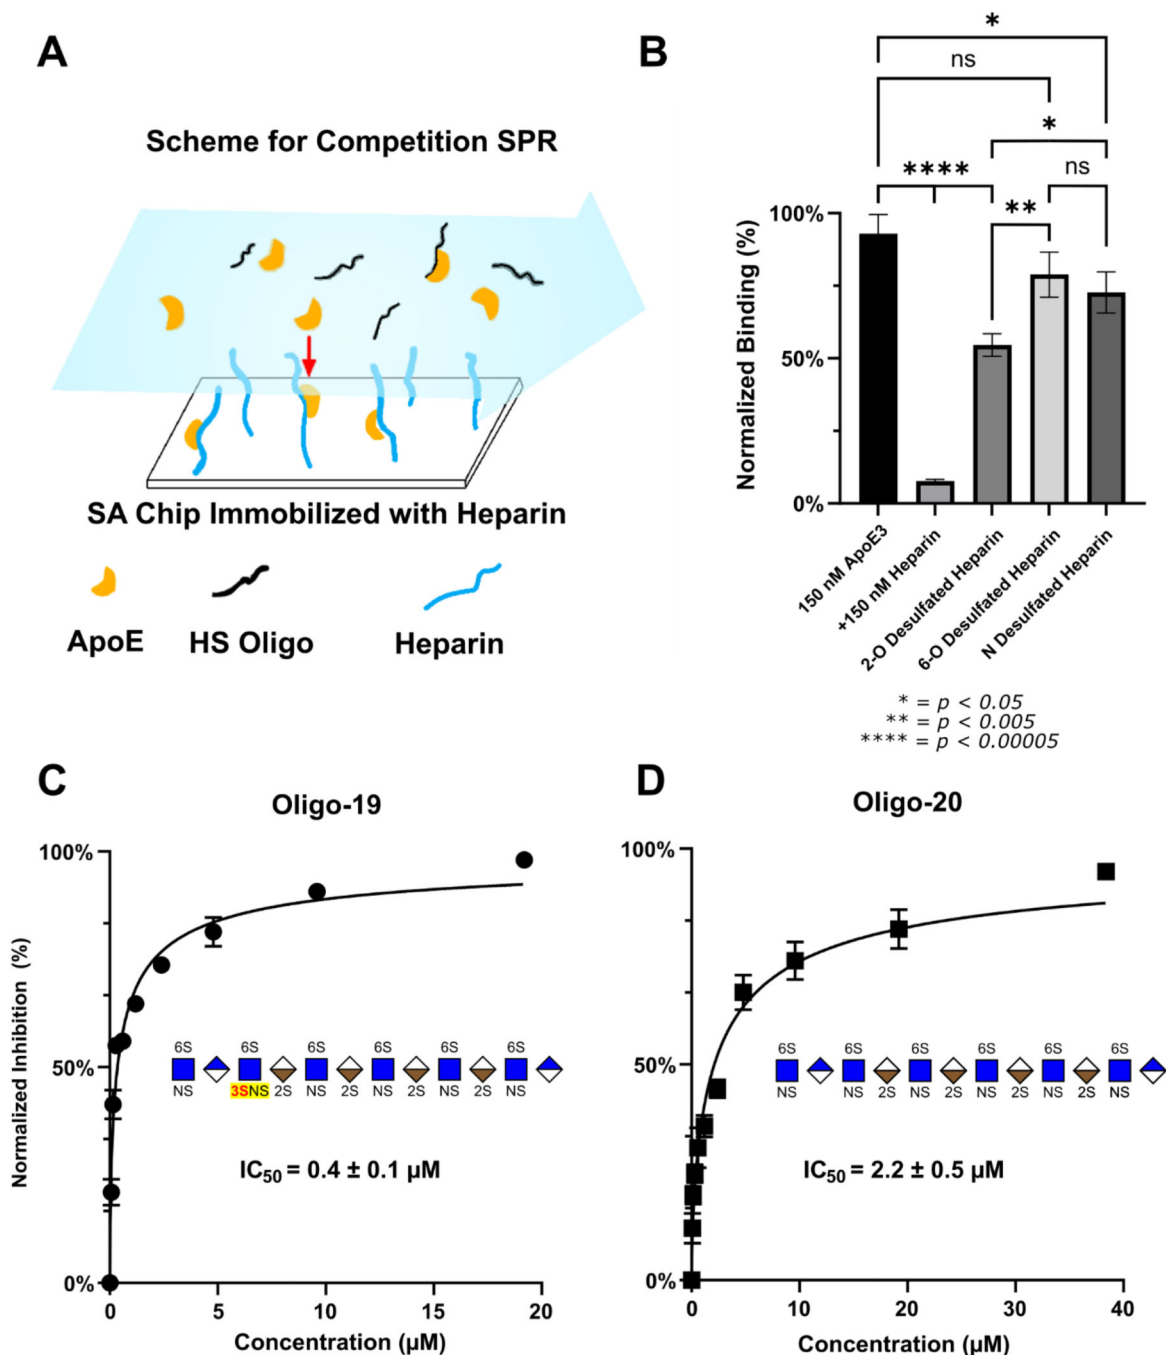 A
Scheme for Competition SPR
SA Chip Immobilized with Heparin
ApoE
HS Oligo
Heparin
B
*
ns
*
****
ns
**
Normalized Binding (%)
100%
50%
0%
150 nM ApoE3
+150 nM Heparin
2-O Desulfated Heparin
6-O Desulfated Heparin
N Desulfated Heparin
* = p < 0.05
** = p < 0.005
**** = p < 0.00005
C
Oligo-19
Normalized Inhibition (%)
100%
50%
0%
6S 6S 6S 6S 6S 6S
NS 3SNS 2S NS 2S NS 2S NS 2S NS
IC50 = 0.4 ± 0.1 µM
0 5 10 15 20
Concentration (µM)
D
Oligo-20
100%
50%
0%
6S 6S 6S 6S 6S 6S
NS NS 2S NS 2S NS 2S NS 2S NS
IC50 = 2.2 ± 0.5 µM
0 10 20 30 40
Concentration (µM)